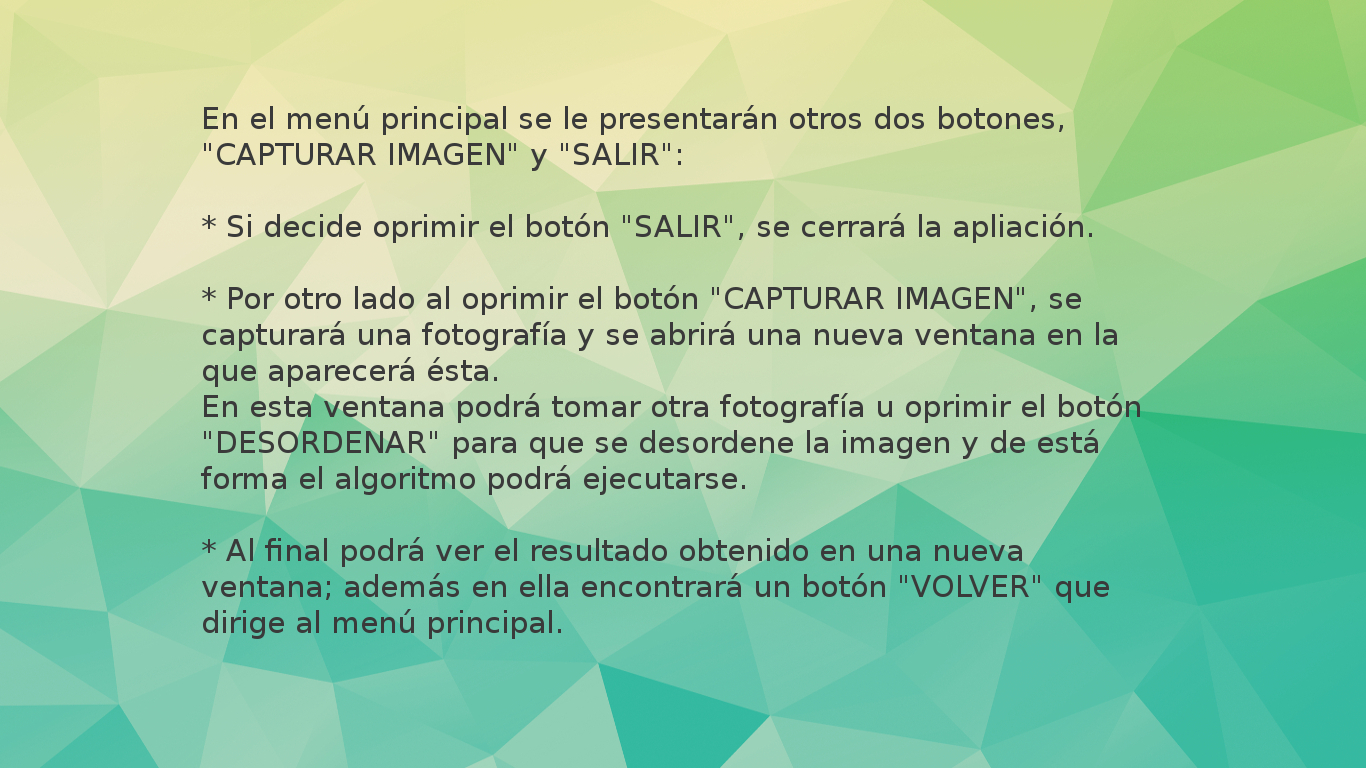 En el menú principal se le presentarán otros dos botones,
"CAPTURAR IMAGEN" y "SALIR":
* Si decide oprimir el botón "SALIR", se cerrará la apliación.
* Por otro lado al oprimir el botón "CAPTURAR IMAGEN", se
capturará una fotografía y se abrirá una nueva ventana en la
que aparecerá ésta.
En esta ventana podrá tomar otra fotografía u oprimir el botón
"DESORDENAR" para que se desordene la imagen y de está
forma el algoritmo podrá ejecutarse.
* Al final podrá ver el resultado obtenido en una nueva
ventana; además en ella encontrará un botón "VOLVER" que
dirige al menú principal.